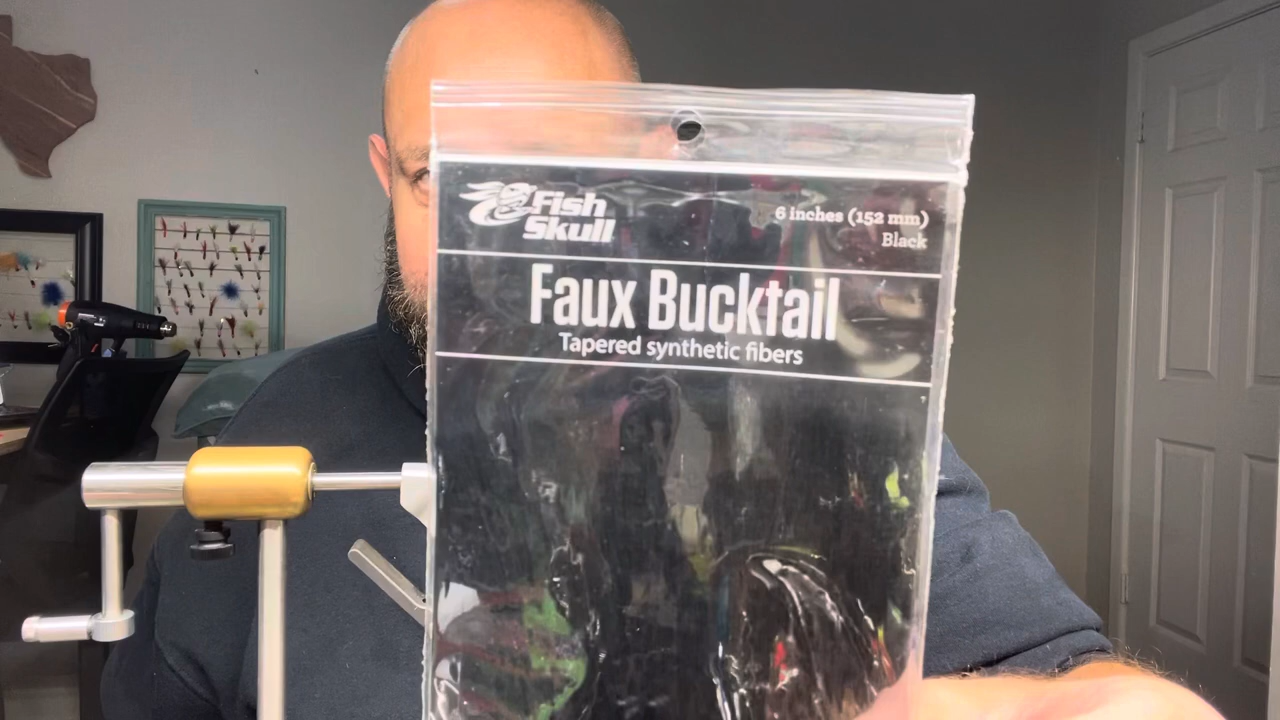 Fish
Skull
6 inches (152 mm)
Black
Faux Bucktail
Tapered synthetic fibers